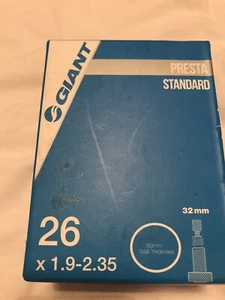 GIANT
PRESTA
STANDARD
32mm
26
x 1.9-2.35
Wall Thickness